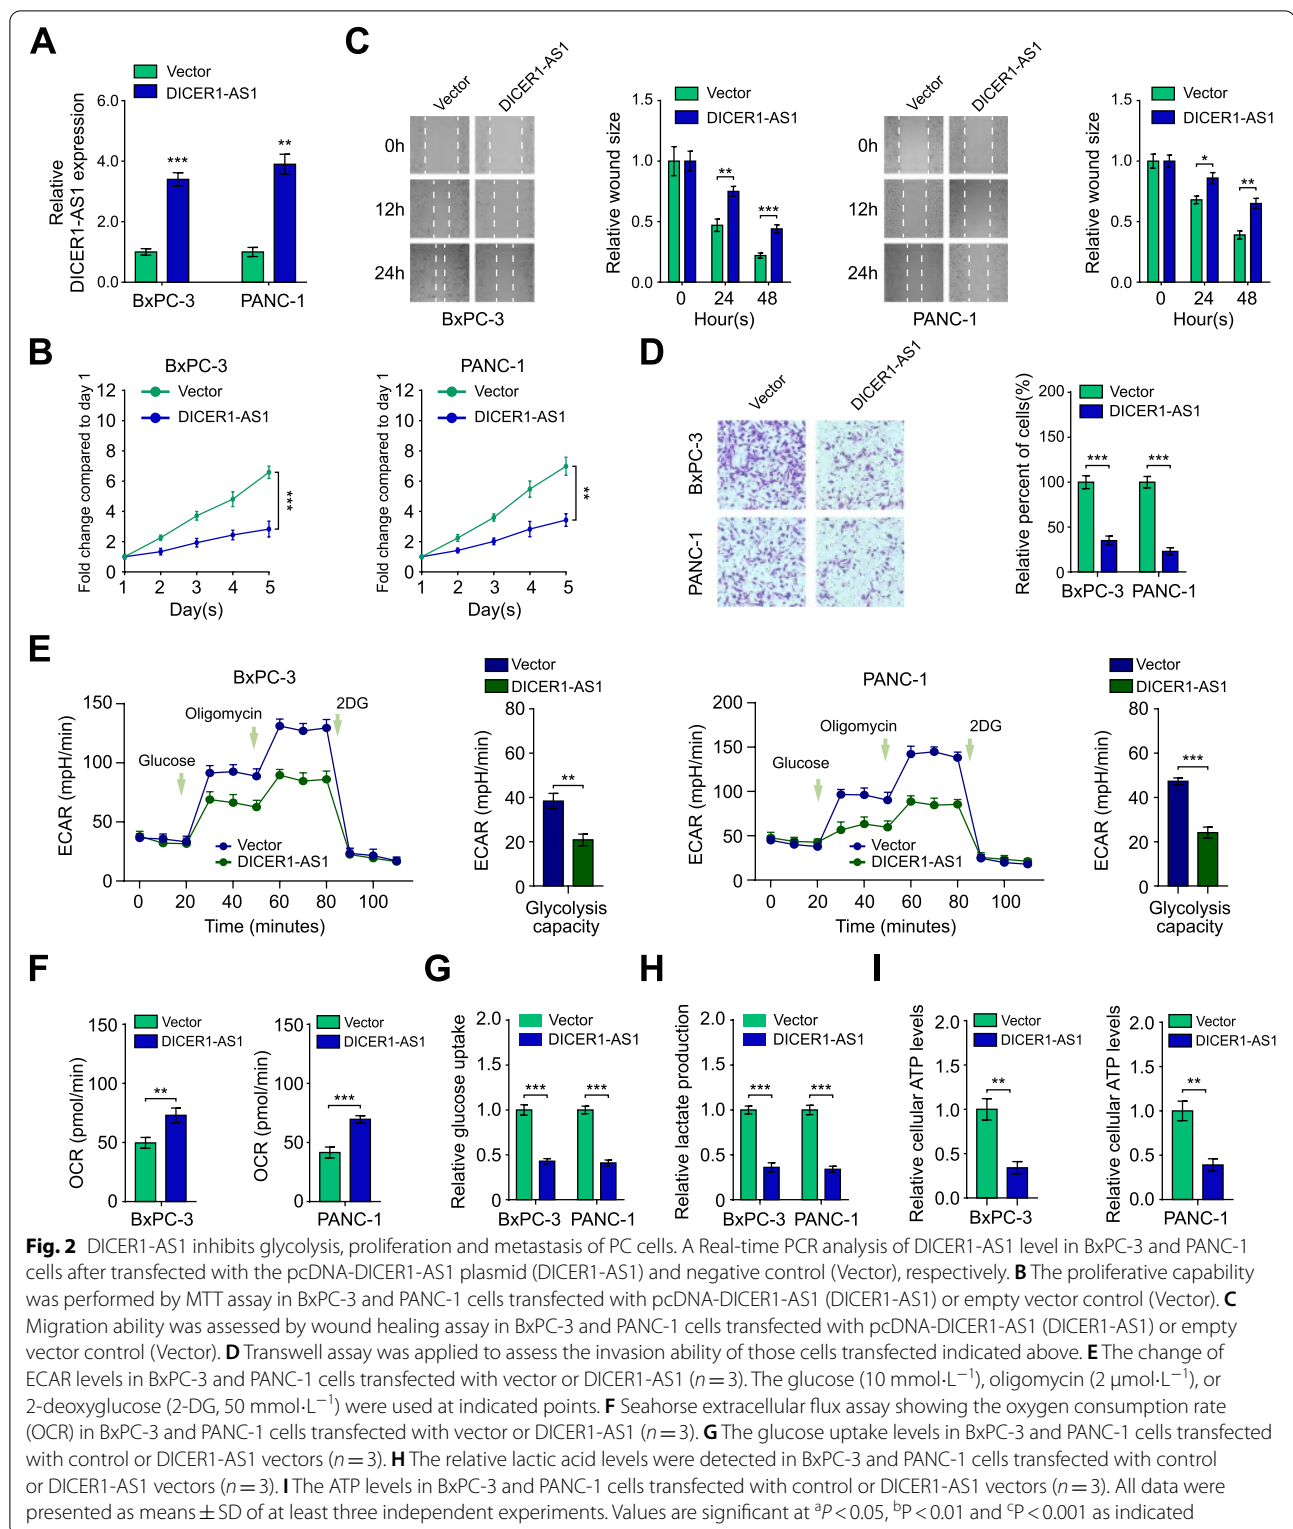 A
Vector
DICER1-AS1
Relative
DICER1-AS1 expression
6.0
4.0
2.0
0.0
***
**
BxPC-3
PANC-1
C
Vector
DICER1-AS1
0h
12h
24h
BxPC-3
Vector
DICER1-AS1
Relative wound size
1.5
1.0
0.5
0.0
**
***
0
24
48
Hour(s)
Vector
DICER1-AS1
0h
12h
24h
PANC-1
Vector
DICER1-AS1
Relative wound size
1.5
1.0
0.5
0.0
*
**
0
24
48
Hour(s)
B
BxPC-3
Vector
DICER1-AS1
Fold change compared to day 1
12
10
8
6
4
2
0
***
1
2
3
4
5
Day(s)
PANC-1
Vector
DICER1-AS1
Fold change compared to day 1
12
10
8
6
4
2
0
**
1
2
3
4
5
Day(s)
D
Vector
DICER1-AS1
BxPC-3
PANC-1
Vector
DICER1-AS1
Relative percent of cells(%)
200
150
100
50
0
***
***
BxPC-3
PANC-1
E
BxPC-3
ECAR (mpH/min)
150
100
50
0
Glucose
Oligomycin
2DG
Vector
DICER1-AS1
0
20
40
60
80
100
Time (minutes)
Vector
DICER1-AS1
ECAR (mpH/min)
80
60
40
20
0
**
Glycolysis
capacity
PANC-1
ECAR (mpH/min)
200
150
100
50
0
Glucose
Oligomycin
2DG
Vector
DICER1-AS1
0
20
40
60
80
100
Time (minutes)
Vector
DICER1-AS1
ECAR (mpH/min)
80
60
40
20
0
***
Glycolysis
capacity
F
Vector
DICER1-AS1
OCR (pmol/min)
150
100
50
0
**
BxPC-3
Vector
DICER1-AS1
OCR (pmol/min)
150
100
50
0
***
PANC-1
G
Vector
DICER1-AS1
Relative glucose uptake
2.0
1.5
1.0
0.5
0.0
***
***
BxPC-3
PANC-1
H
Vector
DICER1-AS1
Relative lactate production
2.0
1.5
1.0
0.5
0.0
***
***
BxPC-3
PANC-1
I
Vector
DICER1-AS1
Relative cellular ATP levels
2.0
1.5
1.0
0.5
0.0
**
BxPC-3
Vector
DICER1-AS1
Relative cellular ATP levels
2.0
1.5
1.0
0.5
0.0
**
PANC-1
Fig. 2 DICER1-AS1 inhibits glycolysis, proliferation and metastasis of PC cells. A Real-time PCR analysis of DICER1-AS1 level in BxPC-3 and PANC-1
cells after transfected with the pcDNA-DICER1-AS1 plasmid (DICER1-AS1) and negative control (Vector), respectively. B The proliferative capability
was performed by MTT assay in BxPC-3 and PANC-1 cells transfected with pcDNA-DICER1-AS1 (DICER1-AS1) or empty vector control (Vector). C
Migration ability was assessed by wound healing assay in BxPC-3 and PANC-1 cells transfected with pcDNA-DICER1-AS1 (DICER1-AS1) or empty
vector control (Vector). D Transwell assay was applied to assess the invasion ability of those cells transfected indicated above. E The change of
ECAR levels in BxPC-3 and PANC-1 cells transfected with vector or DICER1-AS1 (n = 3). The glucose (10 mmol·L⁻¹), oligomycin (2 μmol·L⁻¹), or
2-deoxyglucose (2-DG, 50 mmol·L⁻¹) were used at indicated points. F Seahorse extracellular flux assay showing the oxygen consumption rate
(OCR) in BxPC-3 and PANC-1 cells transfected with vector or DICER1-AS1 (n = 3). G The glucose uptake levels in BxPC-3 and PANC-1 cells transfected
with control or DICER1-AS1 vectors (n = 3). H The relative lactic acid levels were detected in BxPC-3 and PANC-1 cells transfected with control
or DICER1-AS1 vectors (n = 3). I The ATP levels in BxPC-3 and PANC-1 cells transfected with control or DICER1-AS1 vectors (n = 3). All data were
presented as means ± SD of at least three independent experiments. Values are significant at ᵃP < 0.05, ᵇP < 0.01 and ᶜP < 0.001 as indicated